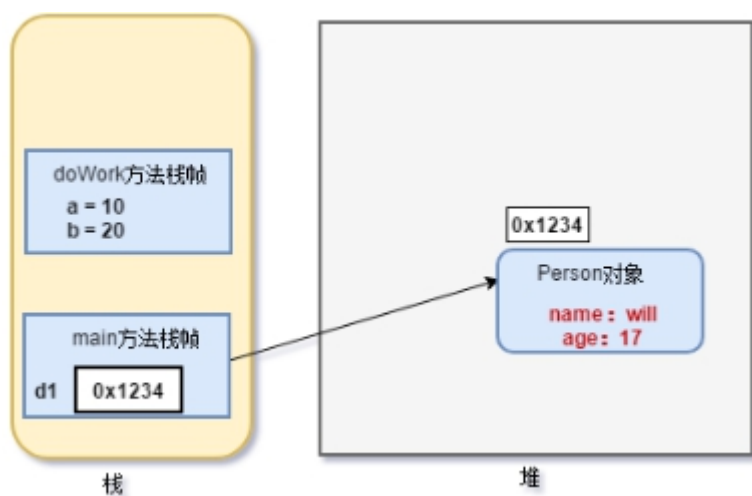 doWork方法栈帧
a = 10
b = 20
main方法栈帧
d1
0x1234
栈
0x1234
Person对象
name：will
age：17
堆